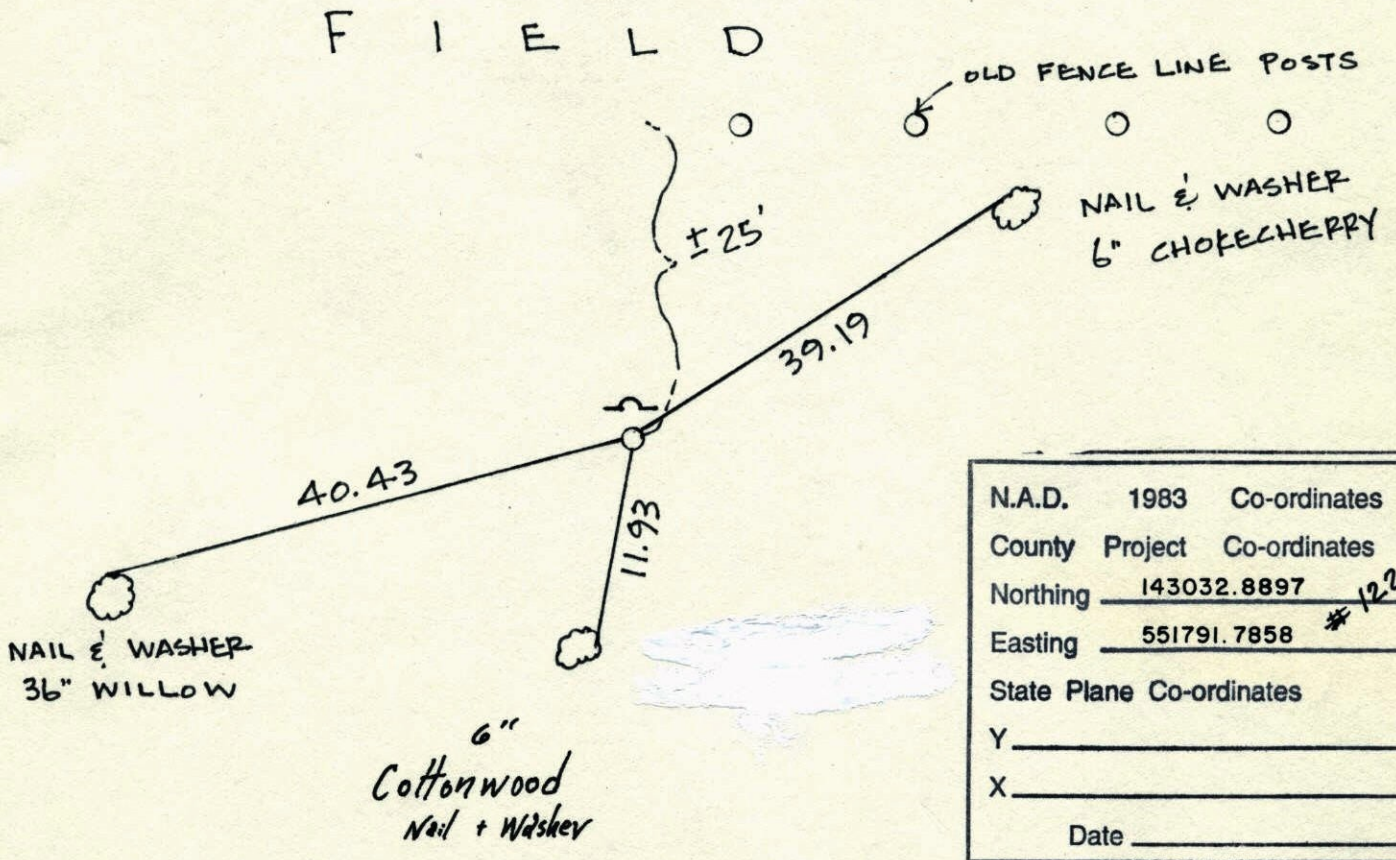 F I E L D
OLD FENCE LINE POSTS
NAIL & WASHER
6" CHOKECHERRY
± 25'
39.19
40.43
11.93
NAIL & WASHER
36" WILLOW
6"
Cottonwood
Nail + Washer
N.A.D. 1983 Co-ordinates
County Project Co-ordinates
Northing 143032.8897
# 122
Easting 551791.7858
State Plane Co-ordinates
Y
X
Date